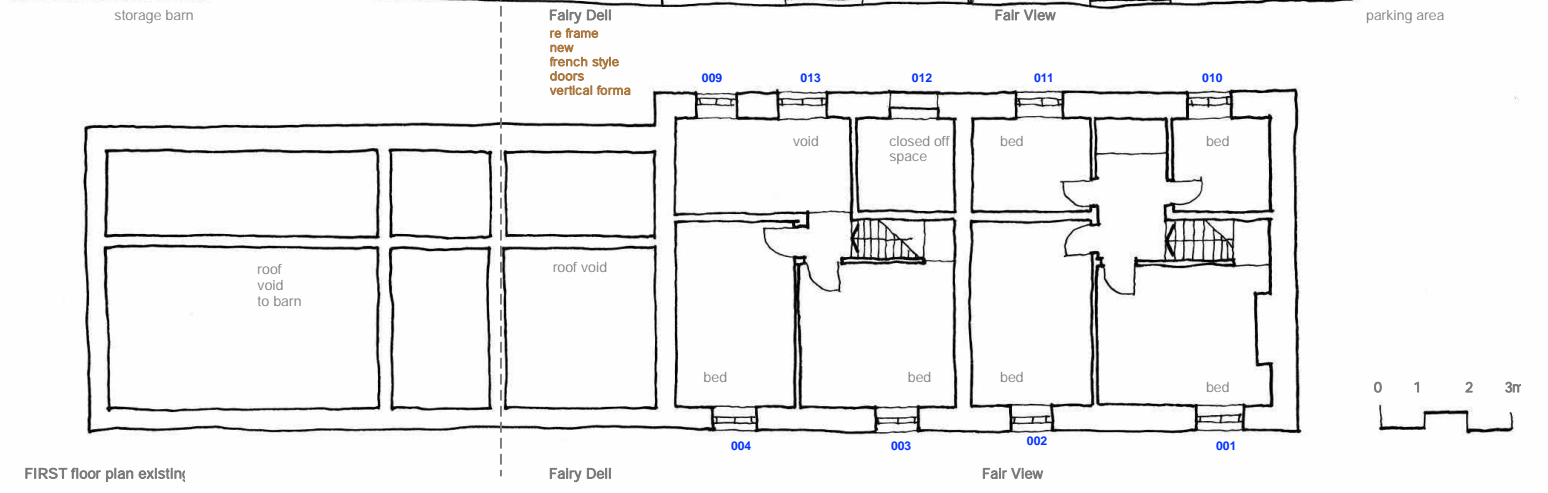 storage barn
Fairy Dell
Fair View
parking area
re frame
new
french style
doors
vertical forma
009
013
012
011
010
void
closed off
space
bed
bed
roof
void
to barn
roof void
bed
bed
bed
bed
0 1 2 3m
004
003
002
001
FIRST floor plan existing
Fairy Dell
Fair View